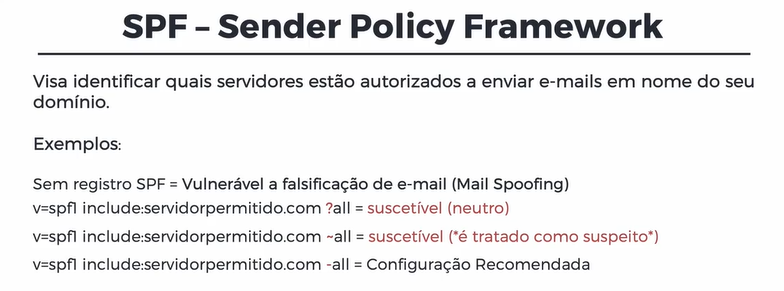 SPF – Sender Policy Framework
Visa identificar quais servidores estão autorizados a enviar e-mails em nome do seu
domínio.
Exemplos:
Sem registro SPF = Vulnerável a falsificação de e-mail (Mail Spoofing)
v=spf1 include:servidorpermitido.com ?all = suscetível (neutro)
v=spf1 include:servidorpermitido.com ~all = suscetível (*é tratado como suspeito*)
v=spf1 include:servidorpermitido.com -all = Configuração Recomendada